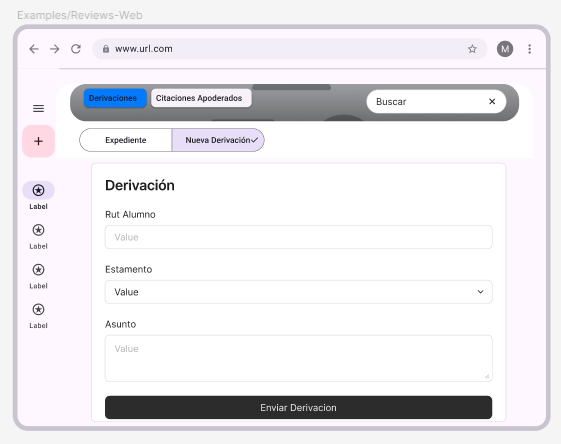 Examples/Reviews-Web
www.url.com
M
Derivaciones
Citaciones Apoderados
Buscar
Expediente
Nueva Derivación
Label
Label
Label
Label
Derivación
Rut Alumno
Value
Estamento
Value
Asunto
Value
Enviar Derivacion